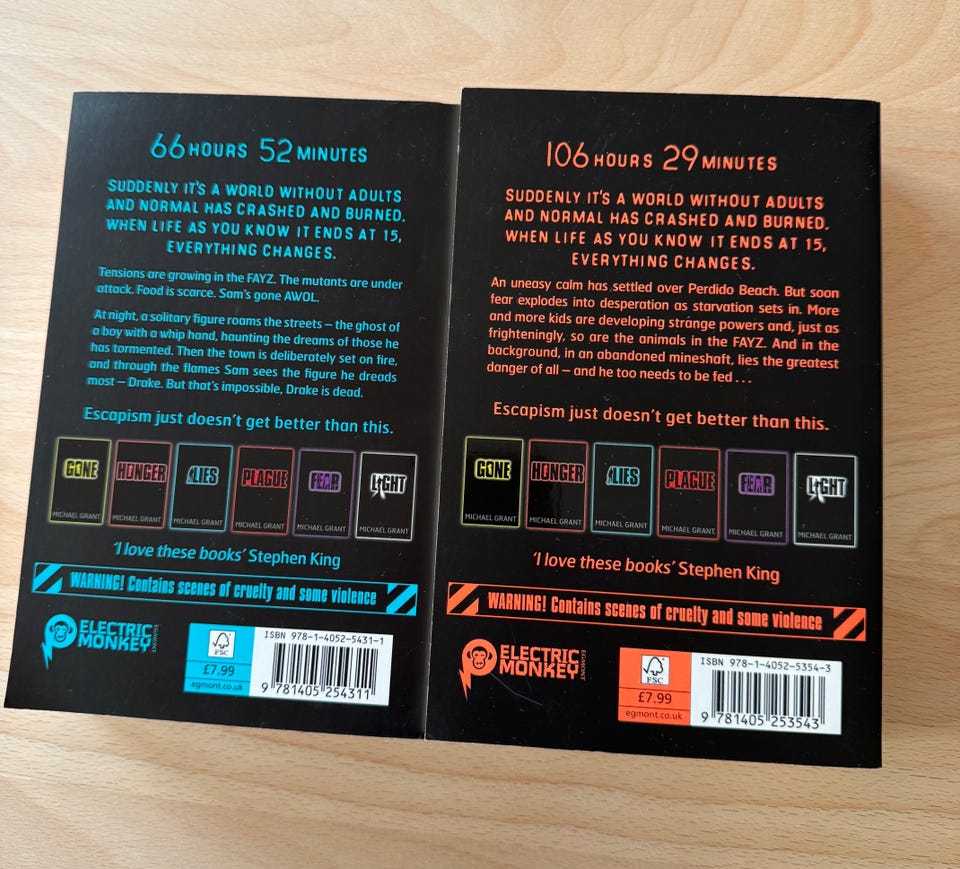 66 HOURS 52 MINUTES
SUDDENLY IT'S A WORLD WITHOUT ADULTS
AND NORMAL HAS CRASHED AND BURNED.
WHEN LIFE AS YOU KNOW IT ENDS AT 15,
EVERYTHING CHANGES.
Tensions are growing in the FAYZ. The mutants are under
attack. Food is scarce. Sam's gone AWOL.
At night, a solitary figure roams the streets – the ghost of
a boy with a whip hand, haunting the dreams of those he
has tormented. Then the town is deliberately set on fire,
and through the flames Sam sees the figure he dreads
most – Drake. But that's impossible, Drake is dead.
Escapism just doesn't get better than this.
GONE HUNGER LIES PLAGUE FEAR LIGHT
MICHAEL GRANT MICHAEL GRANT MICHAEL GRANT MICHAEL GRANT MICHAEL GRANT MICHAEL GRANT
'I love these books' Stephen King
WARNING! Contains scenes of cruelty and some violence
ELECTRIC
MONKEY
EGMONT
FSC
£7.99
egmont.co.uk
ISBN 978-1-4052-5431-1
9 781405 254311
106 HOURS 29 MINUTES
SUDDENLY IT'S A WORLD WITHOUT ADULTS
AND NORMAL HAS CRASHED AND BURNED.
WHEN LIFE AS YOU KNOW IT ENDS AT 15,
EVERYTHING CHANGES.
An uneasy calm has settled over Perdido Beach. But soon
fear explodes into desperation as starvation sets in. More
and more kids are developing strange powers and, just as
frighteningly, so are the animals in the FAYZ. And in the
background, in an abandoned mineshaft, lies the greatest
danger of all – and he too needs to be fed . . .
Escapism just doesn't get better than this.
GONE HUNGER LIES PLAGUE FEAR LIGHT
MICHAEL GRANT MICHAEL GRANT MICHAEL GRANT MICHAEL GRANT MICHAEL GRANT MICHAEL GRANT
'I love these books' Stephen King
WARNING! Contains scenes of cruelty and some violence
ELECTRIC
MONKEY
EGMONT
FSC
£7.99
egmont.co.uk
ISBN 978-1-4052-5354-3
9 781405 253543